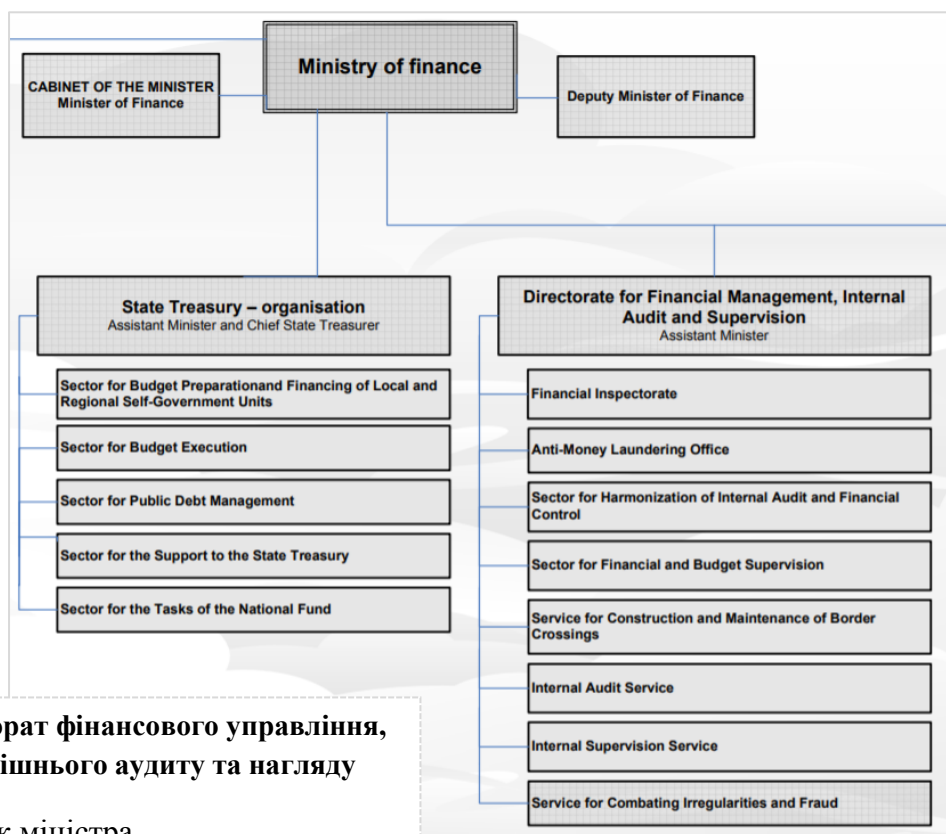 Ministry of finance
CABINET OF THE MINISTER
Minister of Finance
Deputy Minister of Finance
State Treasury – organisation
Assistant Minister and Chief State Treasurer
Sector for Budget Preparationand Financing of Local and
Regional Self-Government Units
Sector for Budget Execution
Sector for Public Debt Management
Sector for the Support to the State Treasury
Sector for the Tasks of the National Fund
Directorate for Financial Management, Internal
Audit and Supervision
Assistant Minister
Financial Inspectorate
Anti-Money Laundering Office
Sector for Harmonization of Internal Audit and Financial
Control
Sector for Financial and Budget Supervision
Service for Construction and Maintenance of Border
Crossings
Internal Audit Service
Internal Supervision Service
Service for Combating Irregularities and Fraud
фінансового управління,
аудиту та нагляду
міністра